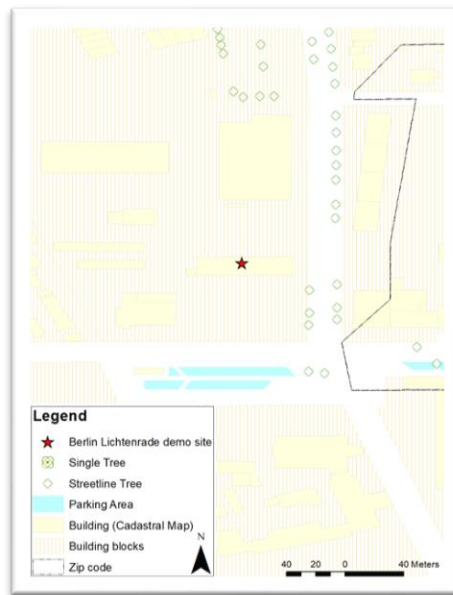 Legend
Berlin Lichtenrade demo site
Single Tree
Streetline Tree
Parking Area
Building (Cadastral Map)
Building blocks
Zip code
N
40 20 0 40 Meters